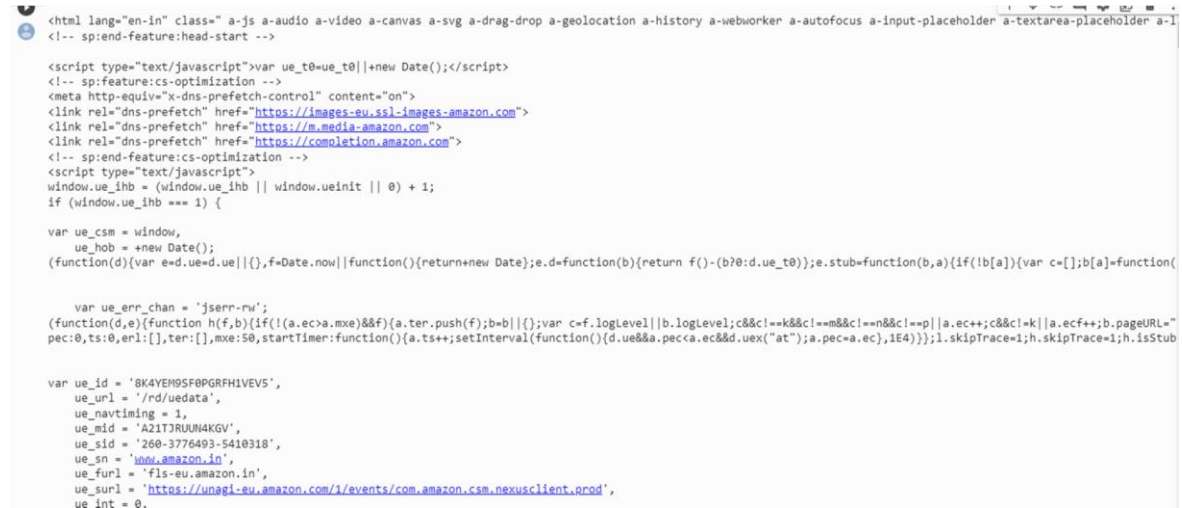 <html lang="en-in" class=" a-js a-audio a-video a-canvas a-svg a-drag-drop a-geolocation a-history a-webworker a-autofocus a-input-placeholder a-textarea-placeholder a-l
<!-- sp:end-feature:head-start -->
<script type="text/javascript">var ue_t0=ue_t0||+new Date();</script>
<!-- sp:feature:cs-optimization -->
<meta http-equiv="x-dns-prefetch-control" content="on">
<link rel="dns-prefetch" href="https://images-eu.ssl-images-amazon.com">
<link rel="dns-prefetch" href="https://m.media-amazon.com">
<link rel="dns-prefetch" href="https://completion.amazon.com">
<!-- sp:end-feature:cs-optimization -->
<script type="text/javascript">
window.ue_ihb = (window.ue_ihb || window.ueinit || 0) + 1;
if (window.ue_ihb === 1) {
var ue_csm = window,
ue_hob = +new Date();
(function(d){var e=d.ue=d.ue||{},f=Date.now||function(){return+new Date};e.d=function(b){return f()-(b?0:d.ue_t0)};e.stub=function(b,a){if(!b[a]){var c=[];b[a]=function(
var ue_err_chan = 'jserr-rw';
(function(d,e){function h(f,b){if(!(a.ec>a.mxe)&&f){a.ter.push(f);b=b||{};var c=f.logLevel||b.logLevel;c&&c!==k&&c!==m&&c!==n&&c!==p||a.ec++;c&&c!=k||a.ecf++;b.pageURL="
pec:0,ts:0,erl:[],ter:[],mxe:50,startTimer:function(){a.ts++;setInterval(function(){d.ue&&a.pec<a.ec&&d.uex("at");a.pec=a.ec},1E4)}};l.skipTrace=1;h.skipTrace=1;h.isStub
var ue_id = '8K4YEM9SF0PGRFH1VEV5',
ue_url = '/rd/uedata',
ue_navtiming = 1,
ue_mid = 'A21TJRUUN4KGV',
ue_sid = '260-3776493-5410318',
ue_sn = 'www.amazon.in',
ue_furl = 'fls-eu.amazon.in',
ue_surl = 'https://unagi-eu.amazon.com/1/events/com.amazon.csm.nexusclient.prod',
ue_int = 0,